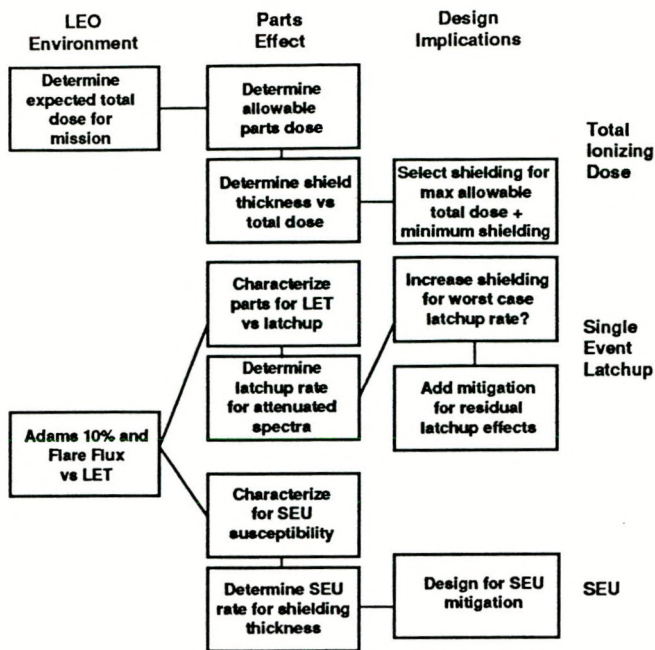 LEO
Environment
Parts
Effect
Design
Implications
Determine
expected total
dose for
mission
Determine
allowable
parts dose
Total
Ionizing
Dose
Determine shield
thickness vs
total dose
Select shielding for
max allowable
total dose +
minimum shielding
Characterize
parts for LET
vs latchup
Increase shielding
for worst case
latchup rate?
Single
Event
Latchup
Determine
latchup rate
for attenuated
spectra
Add mitigation
for residual
latchup effects
Adams 10% and
Flare Flux
vs LET
Characterize
for SEU
susceptibility
Determine SEU
rate for shielding
thickness
Design for SEU
mitigation
SEU